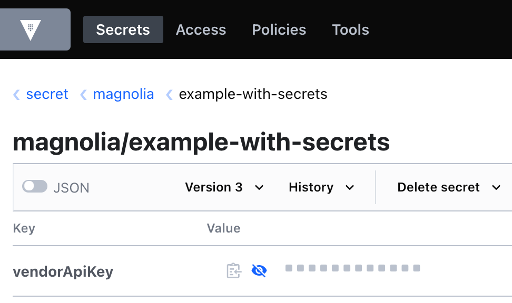 Secrets Access Policies Tools
secret magnolia example-with-secrets
magnolia/example-with-secrets
JSON Version 3 History Delete secret
Key Value
vendorApiKey